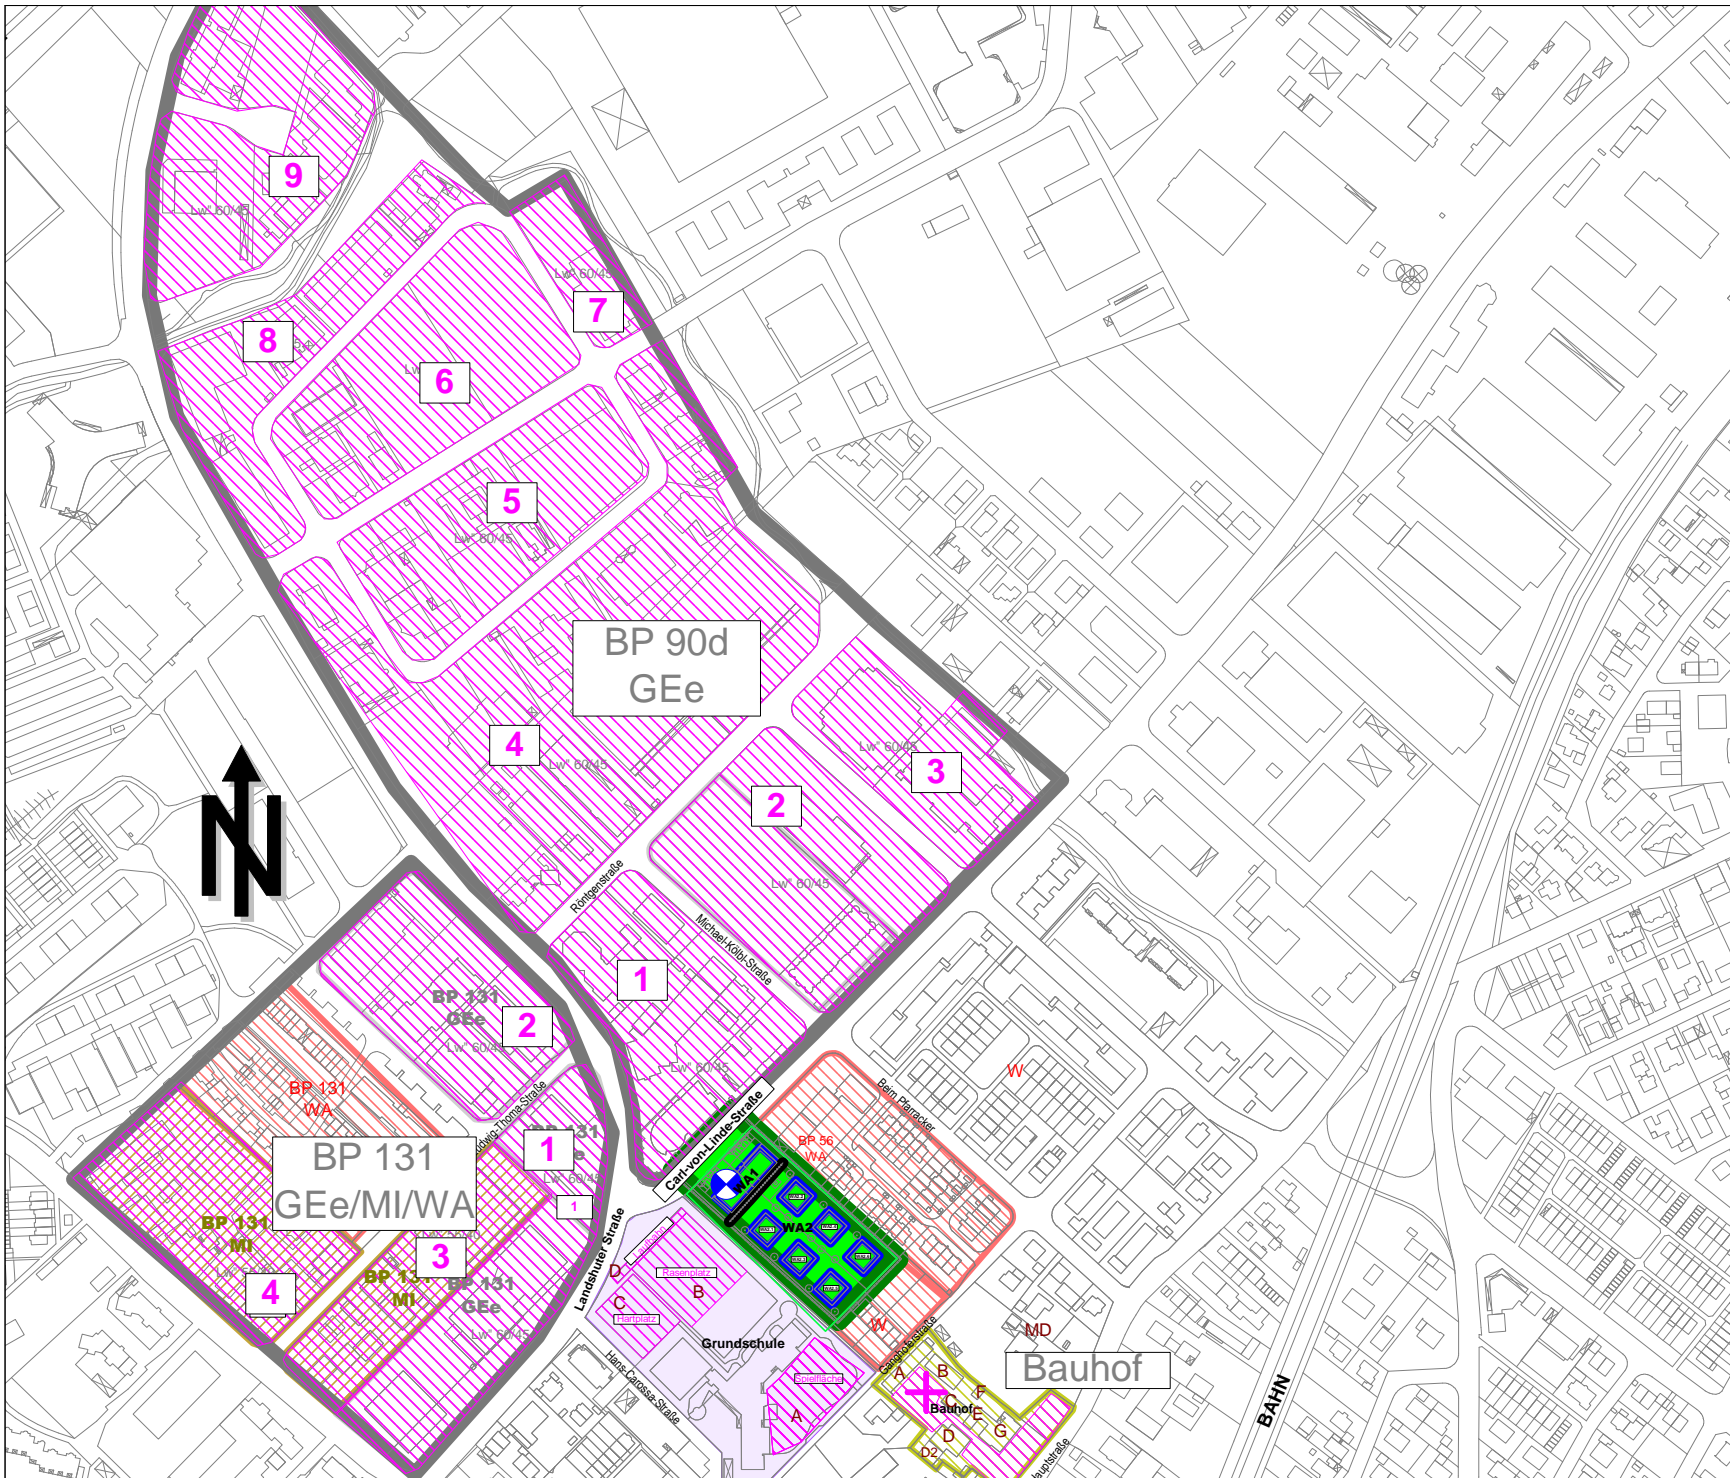 9
Lw" 60/45
Lw" 60/45
7
8
6
5
Lw" 60/45
BP 90d
GEe
4
Lw" 60/45
Lw" 60/45
3
2
Lw" 60/45
N
Röntgenstraße
Michael-Kölbl-Straße
1
Lw" 60/45
BP 131
GEe
2
BP 131
WA
1
BP 131
GEe/MI/WA
1
BP 131
MI
3
4
BP 131
MI
BP 131
GEe
Lw" 60/45
Carl-von-Linde-Straße
Landshuter Straße
Beim Pfarracker
W
BP 56
WA
WA1
WA2
Laufbahn
Rasenplatz
D
C
B
Hartplatz
Grundschule
Hans-Carossa-Straße
Spielfläche
A
W
Ganghoferstraße
MD
Bauhof
A
B
F
C
Bauhof
E
D
G
D2
BAHN